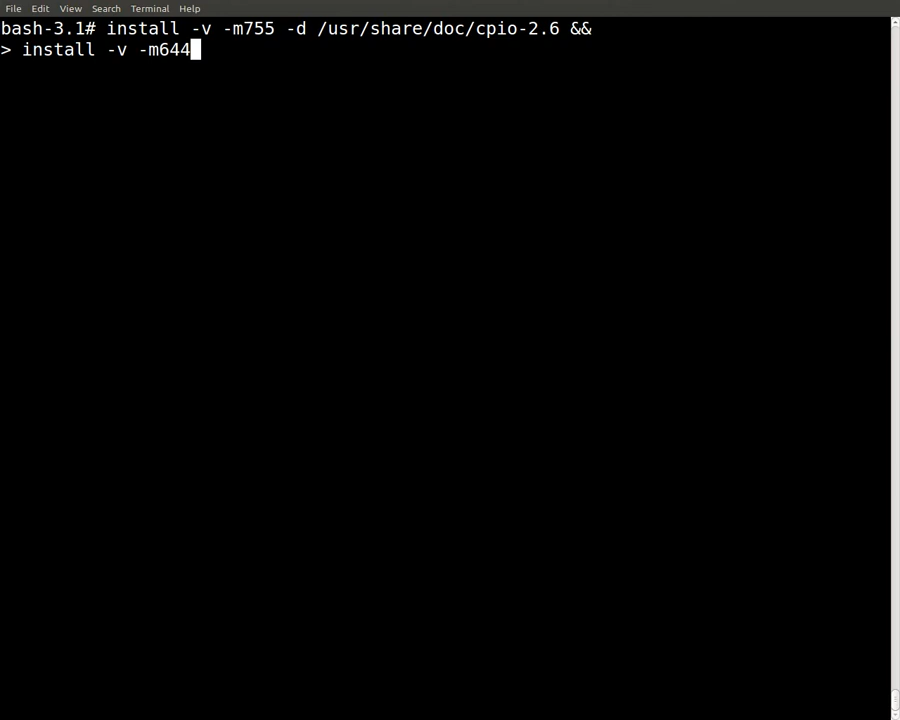 File Edit View Search Terminal Help
bash-3.1# install -v -m755 -d /usr/share/doc/cpio-2.6 &&
> install -v -m644